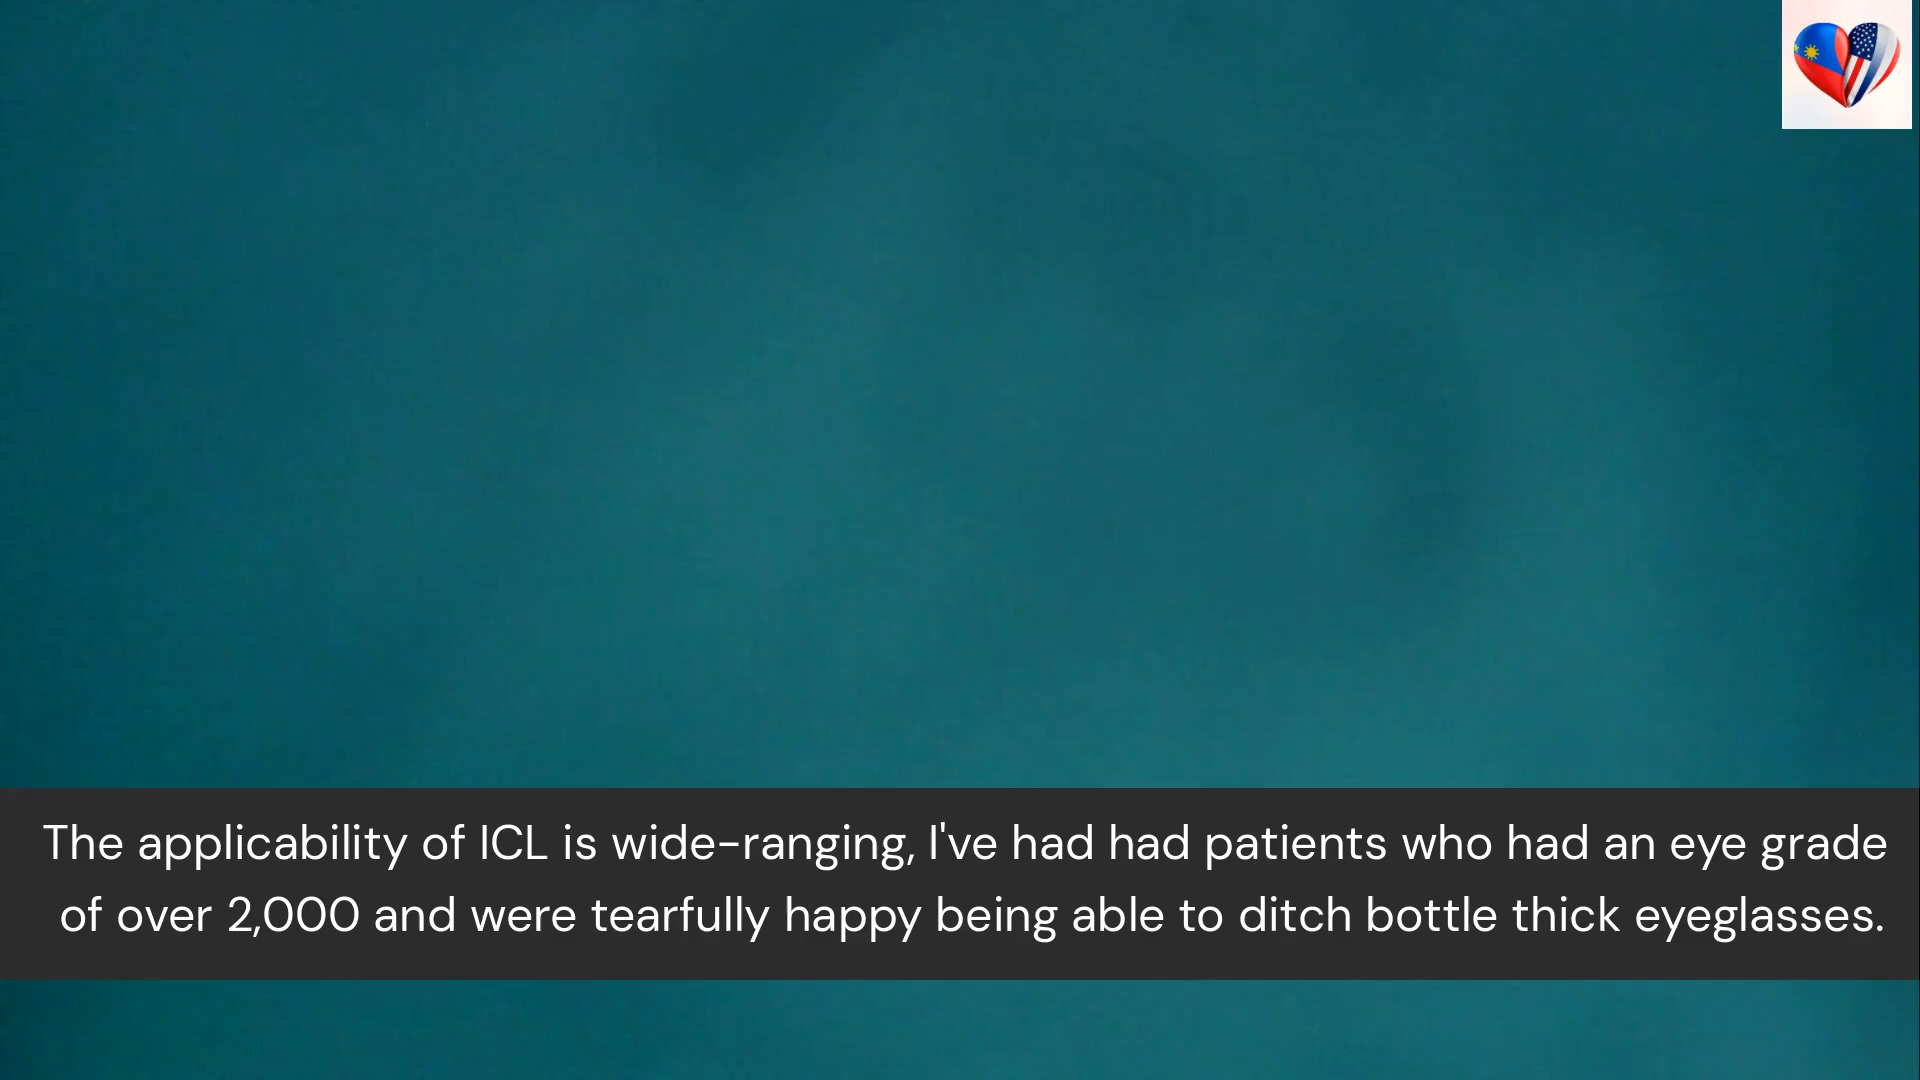 The applicability of ICL is wide-ranging, I've had had patients who had an eye grade
of over 2,000 and were tearfully happy being able to ditch bottle thick eyeglasses.